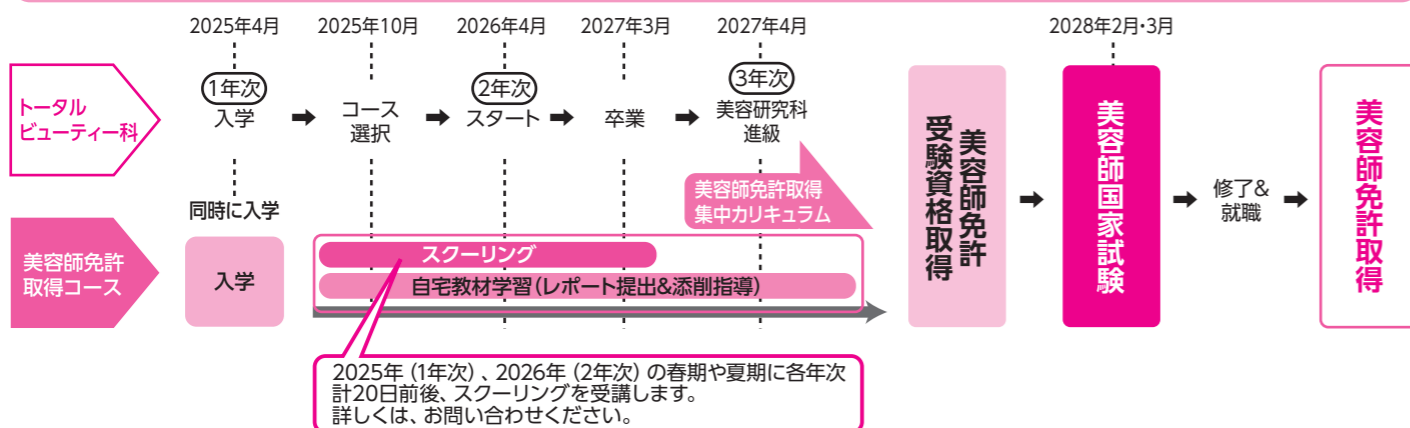 2025年4月
2025年10月
2026年4月
2027年3月
2027年4月
2028年2月・3月
トータル
ビューティー科
1年次
入学
コース
選択
2年次
スタート
卒業
3年次
美容研究科
進級
美容師免許取得
集中カリキュラム
美容師免許
受験資格取得
美容師国家試験
修了&
就職
美容師免許取得
同時に入学
美容師免許
取得コース
入学
スクーリング
自宅教材学習(レポート提出&添削指導)
2025年(1年次)、2026年(2年次)の春期や夏期に各年次
計20日前後、スクーリングを受講します。
詳しくは、お問い合わせください。